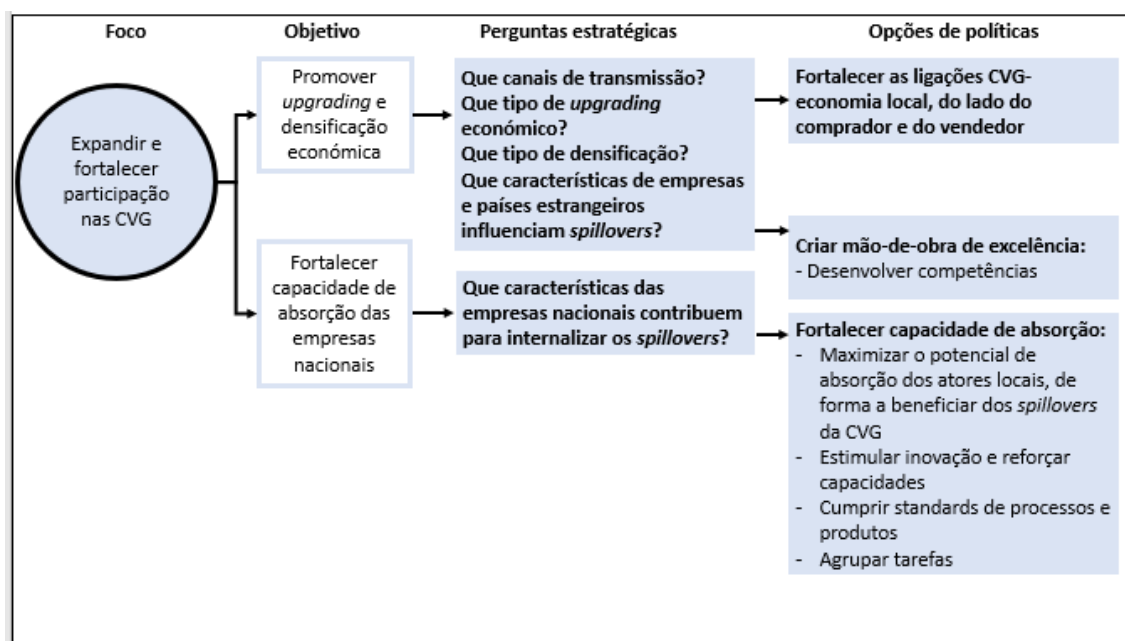 Foco
Objetivo
Perguntas estratégicas
Opções de políticas
Expandir e
fortalecer
participação
nas CVG
Promover
upgrading e
densificação
económica
Que canais de transmissão?
Que tipo de upgrading
económico?
Que tipo de densificação?
Que características de empresas
e países estrangeiros
influenciam spillovers?
Fortalecer as ligações CVG-
economia local, do lado do
comprador e do vendedor
Criar mão-de-obra de excelência:
- Desenvolver competências
Fortalecer
capacidade de
absorção das
empresas
nacionais
Que características das
empresas nacionais contribuem
para internalizar os spillovers?
Fortalecer capacidade de absorção:
- Maximizar o potencial de
absorção dos atores locais, de
forma a beneficiar dos spillovers
da CVG
- Estimular inovação e reforçar
capacidades
- Cumprir standards de processos e
produtos
- Agrupar tarefas